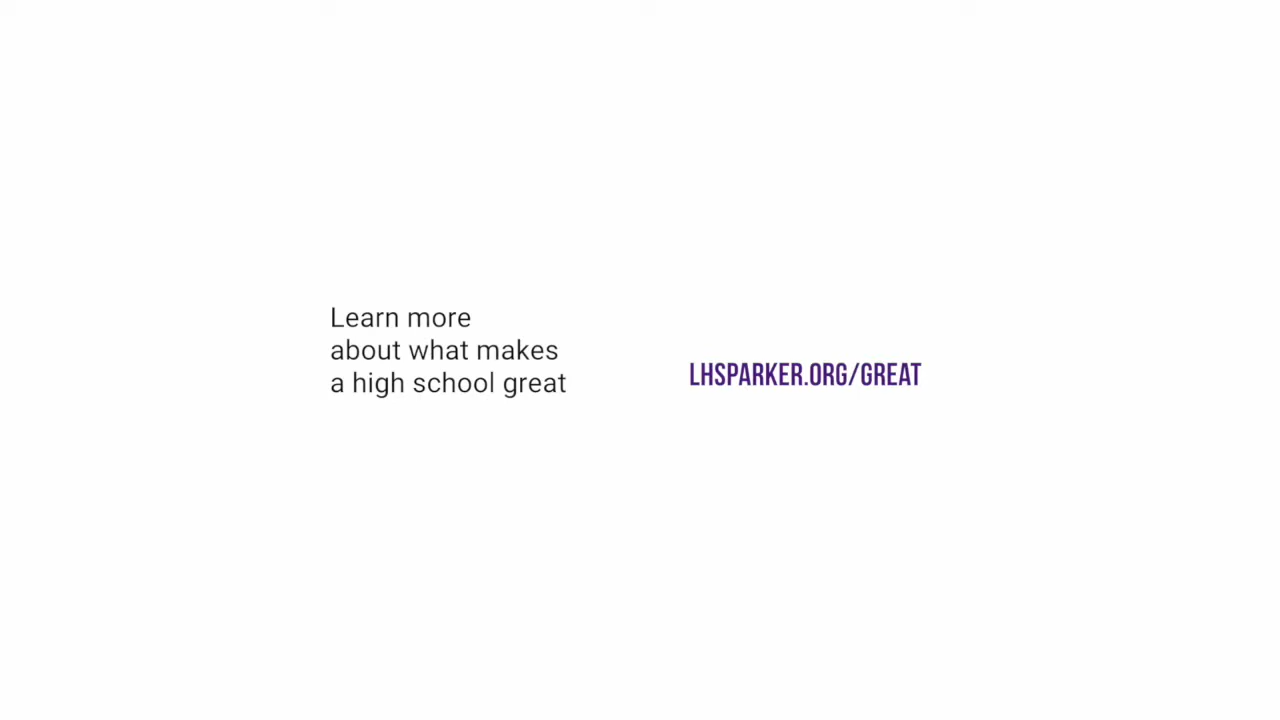 Learn more
about what makes
a high school great
LHSPARKER.ORG/GREAT